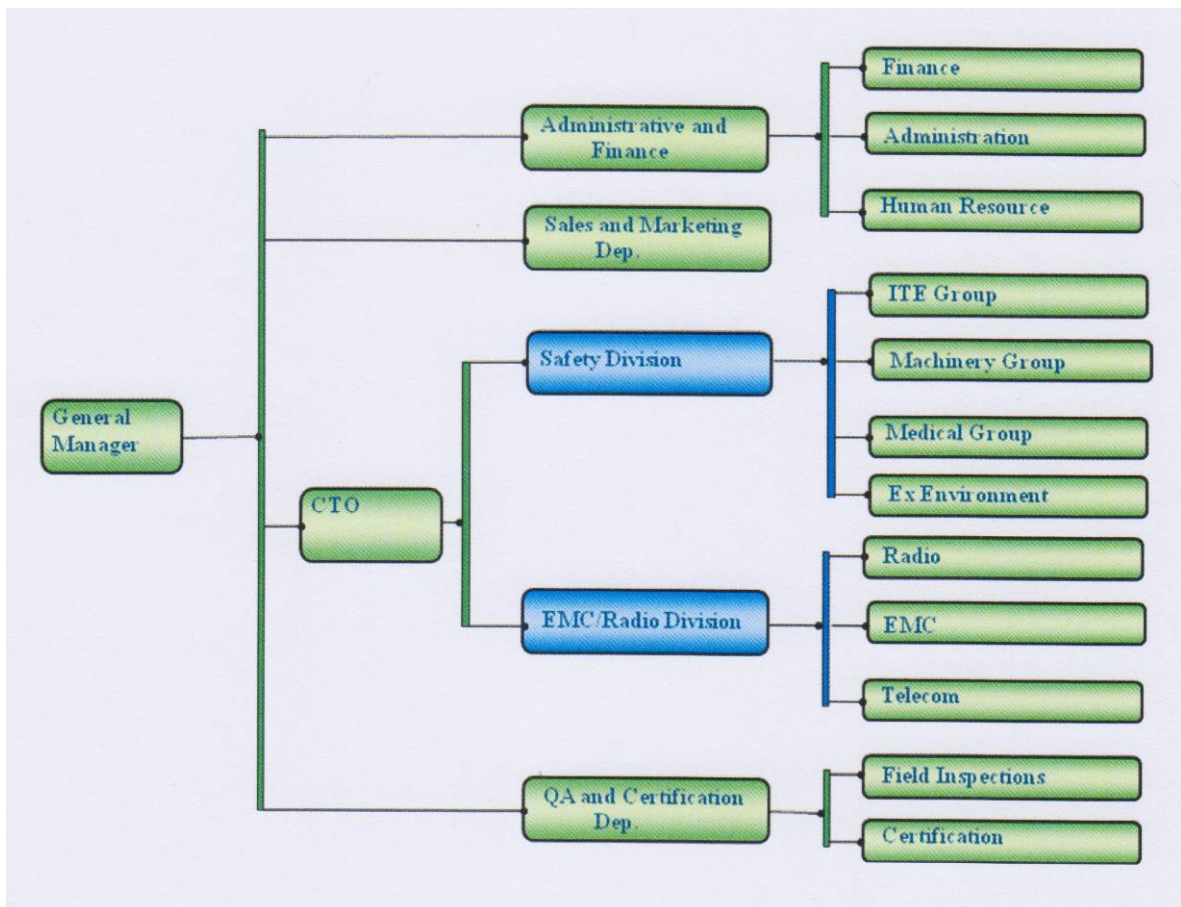 Finance
Administrative and
Finance
Administration
Human Resource
Sales and Marketing
Dep.
ITE Group
Safety Division
Machinery Group
General
Manager
Medical Group
CTO
Ex Environment
Radio
EMC/Radio Division
EMC
Telecom
Field Inspections
QA and Certification
Dep.
Certification